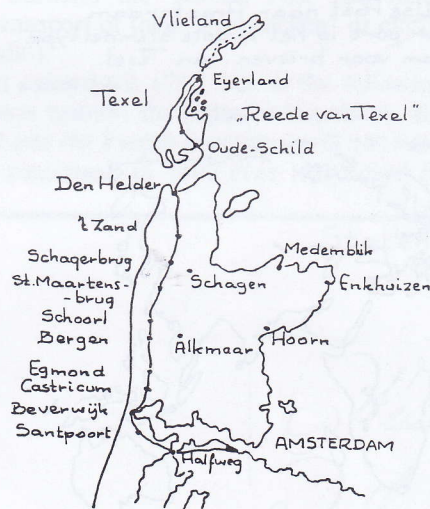 Vlieland
Eyerland
Texel
„Reede van Texel"
Oude-Schild
Den Helder
't Zand
Medemblik
Schagerbrug
Schagen
Enkhuizen
St. Maartens-
-brug
Schoorl
Hoorn
Bergen
Alkmaar
Egmond
Castricum
Beverwijk
Santpoort
AMSTERDAM
Halfweg